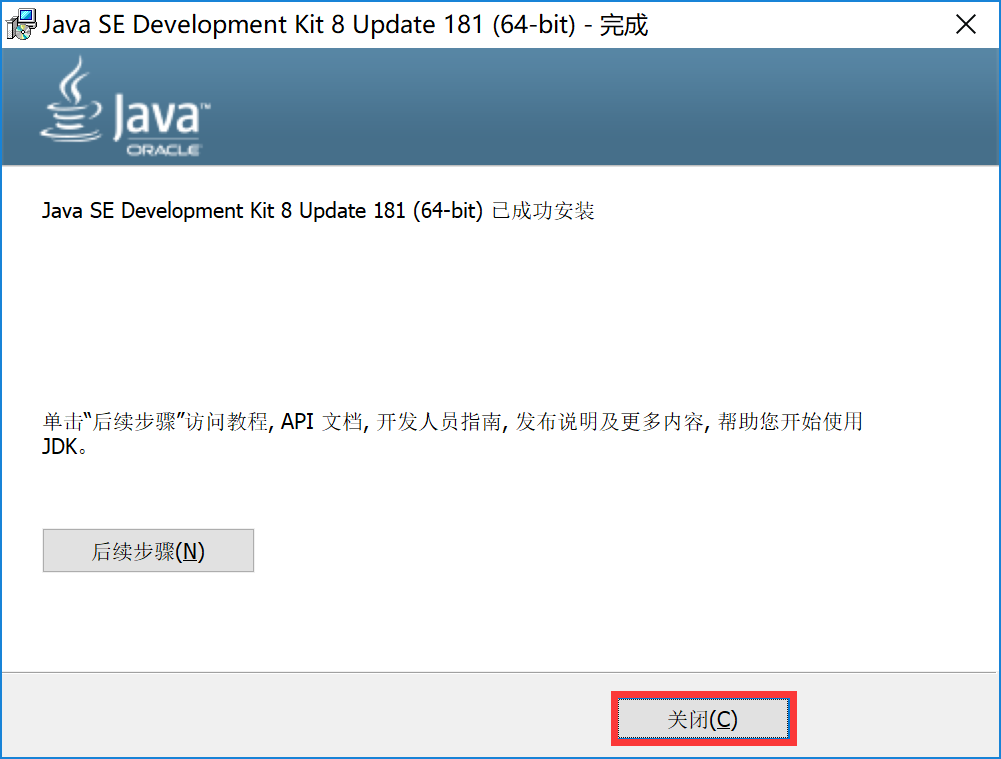 Java SE Development Kit 8 Update 181 (64-bit) - 完成
Java™
ORACLE
Java SE Development Kit 8 Update 181 (64-bit) 已成功安装
单击“后续步骤”访问教程, API 文档, 开发人员指南, 发布说明及更多内容, 帮助您开始使用
JDK。
后续步骤(N)
关闭(C)